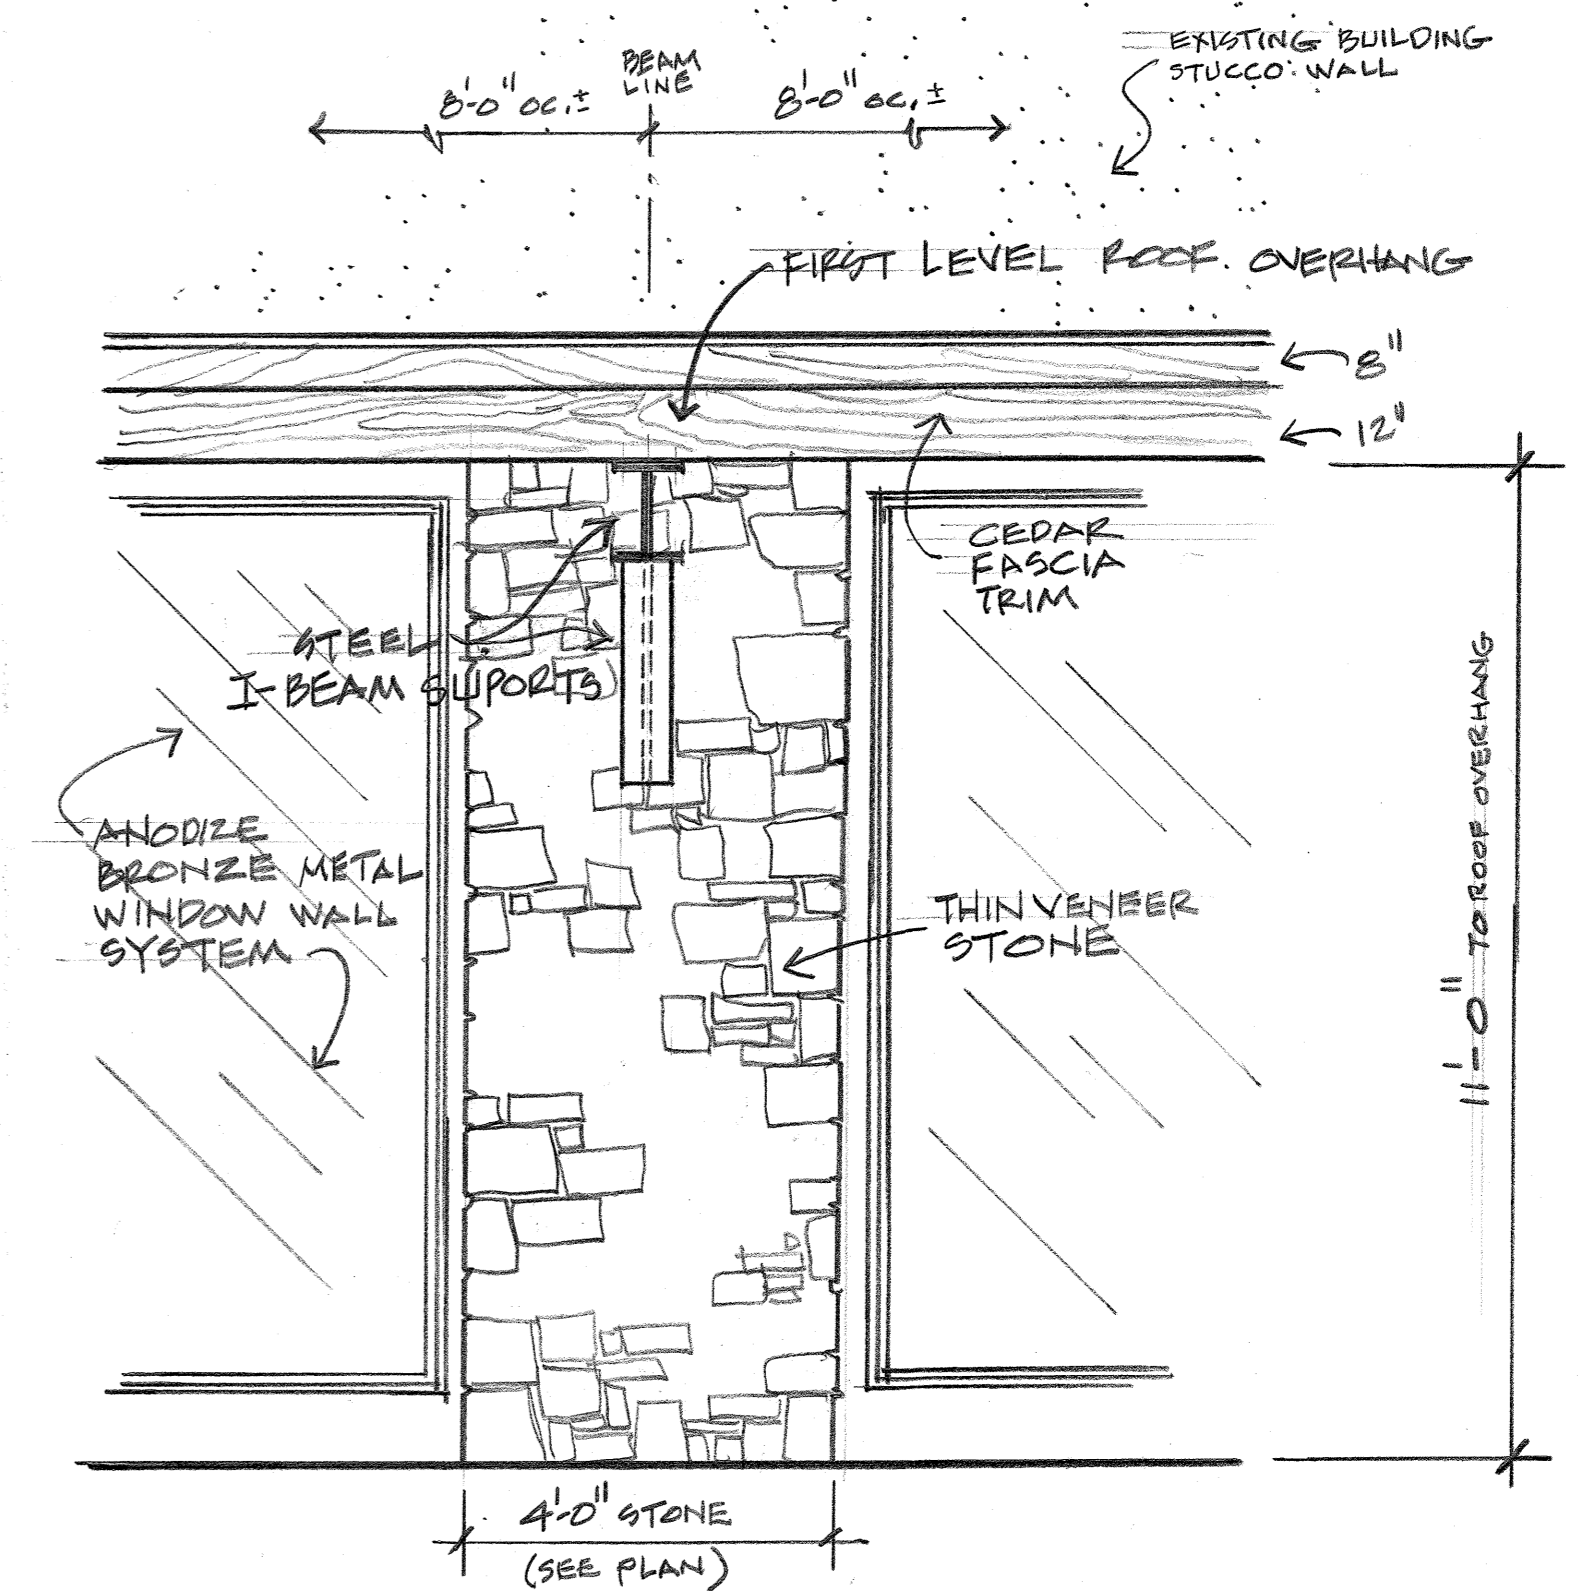 EXISTING BUILDING
STUCCO WALL
BEAM
LINE
8'-0" OC. ±
8'-0" OC. ±
FIRST LEVEL ROOF OVERHANG
8"
12"
CEDAR
FASCIA
TRIM
STEEL
I-BEAM SUPORTS
ANODIZE
BRONZE METAL
WINDOW WALL
SYSTEM
THIN VENEER
STONE
11'-0" TO ROOF OVERHANG
4'-0" STONE
(SEE PLAN)